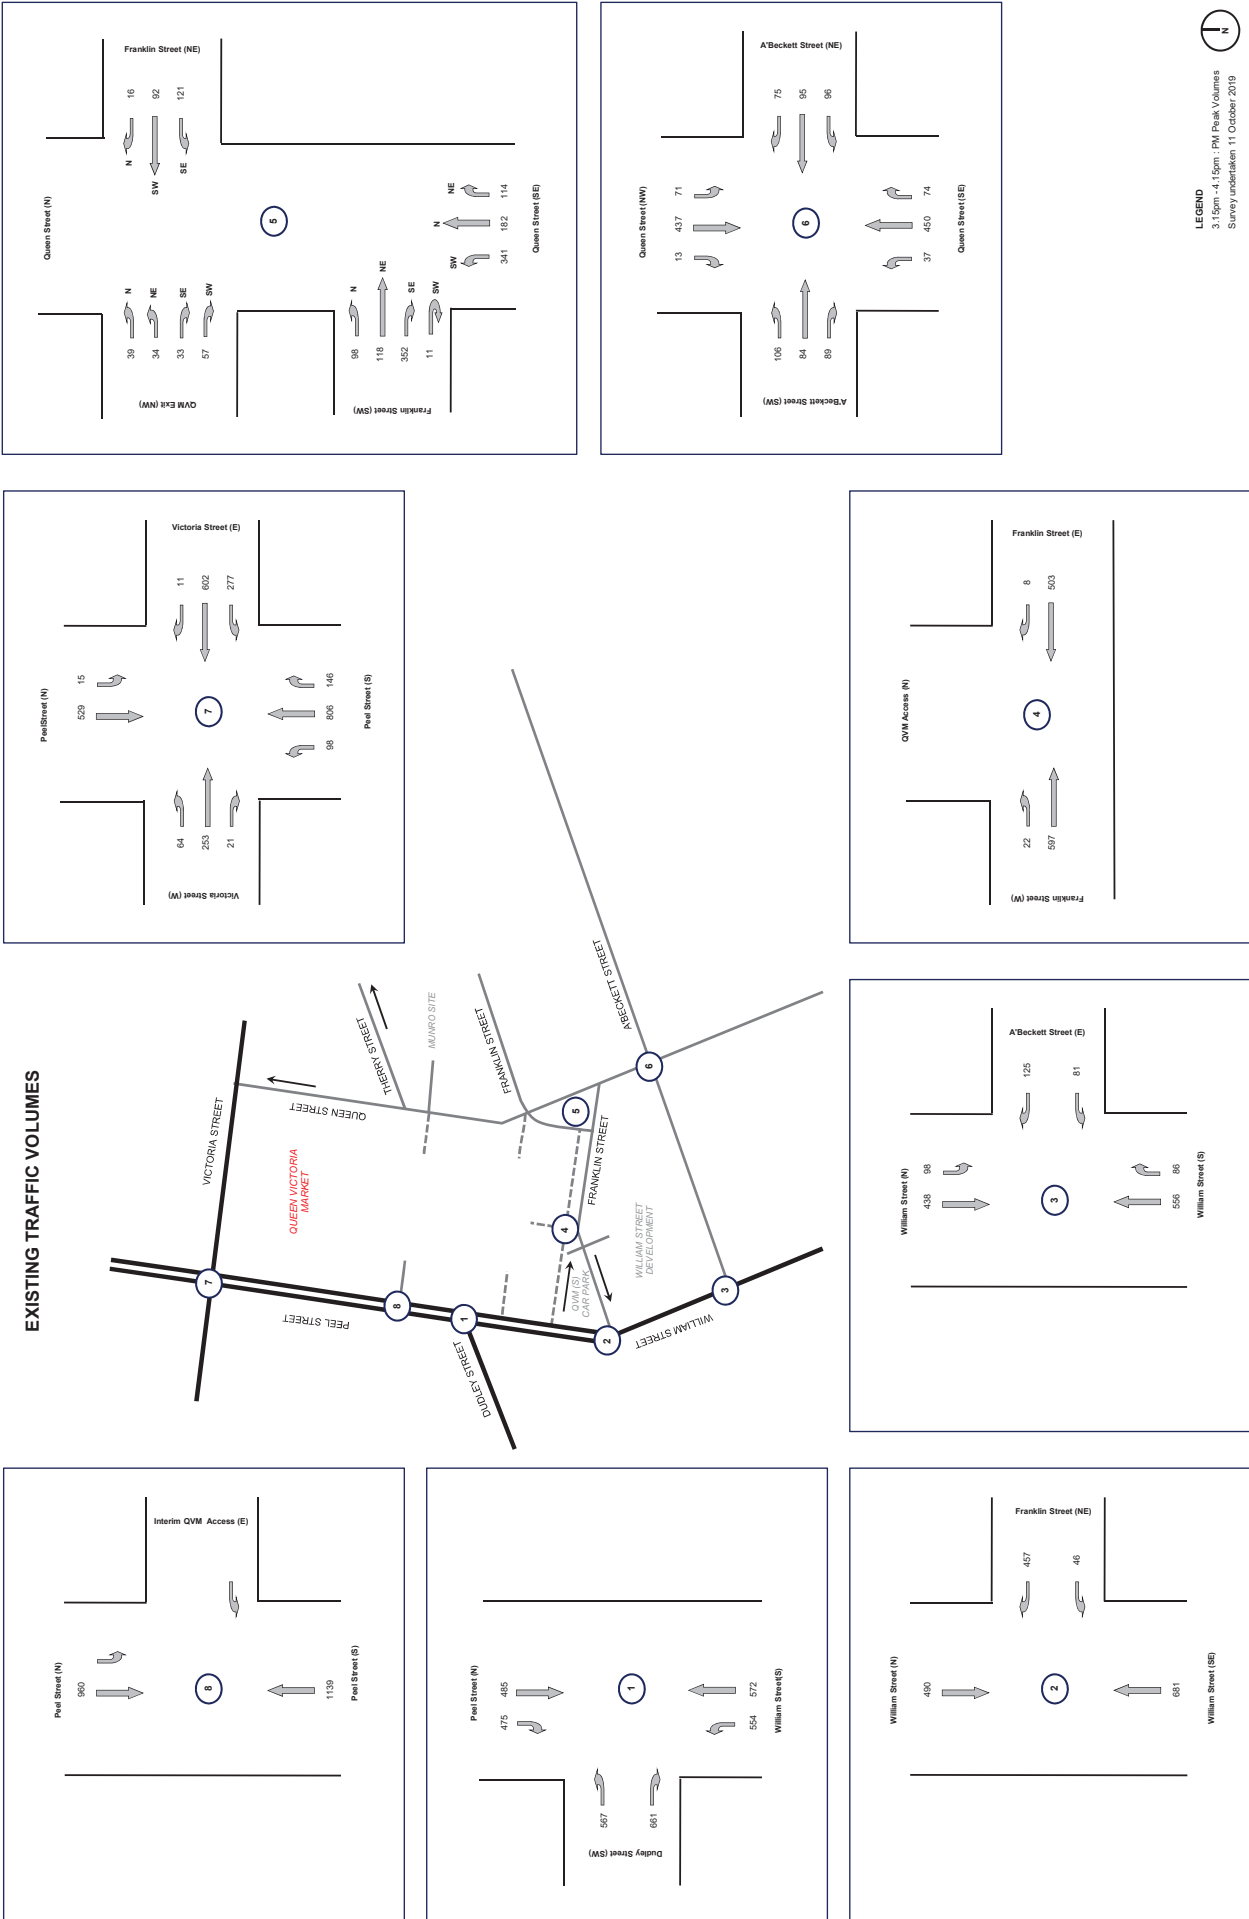 Franklin Street (NE)
16
92
121
N
SW
SE
Queen Street (N)
5
NE
N
SW
114
182
341
Queen Street (SE)
N
NE
SE
SW
39
34
33
57
QVM Exit (NW)
N
NE
SE
SW
98
118
352
11
Franklin Street (SW)
A'Beckett Street (NE)
75
95
96
Queen Street (NW)
71
437
13
6
74
450
37
Queen Street (SE)
106
84
89
A'Beckett Street (SW)
N
LEGEND
3.15pm - 4.15pm : PM Peak Volumes
Survey undertaken 11 October 2019
Victoria Street (E)
11
602
277
PeelStreet (N)
15
529
7
146
806
98
Peel Street (S)
64
253
21
Victoria Street (W)
Franklin Street (E)
8
503
QVM Access (N)
4
22
597
Franklin Street (W)
EXISTING TRAFFIC VOLUMES
VICTORIA STREET
QUEEN STREET
THERRY STREET
MUNRO SITE
FRANKLIN STREET
A'BECKETT STREET
QUEEN VICTORIA
MARKET
FRANKLIN STREET
WILLIAM STREET
DEVELOPMENT
QVM (S)
CAR PARK
PEEL STREET
DUDLEY STREET
WILLIAM STREET
7
8
1
2
3
4
5
6
A'Beckett Street (E)
125
81
William Street (N)
98
438
3
86
556
William Street (S)
Interim QVM Access (E)
Peel Street (N)
960
8
1139
Peel Street (S)
Peel Street (N)
485
475
1
572
554
William Street(S)
567
661
Dudley Street (SW)
Franklin Street (NE)
457
46
William Street (N)
490
2
681
William Street (SE)